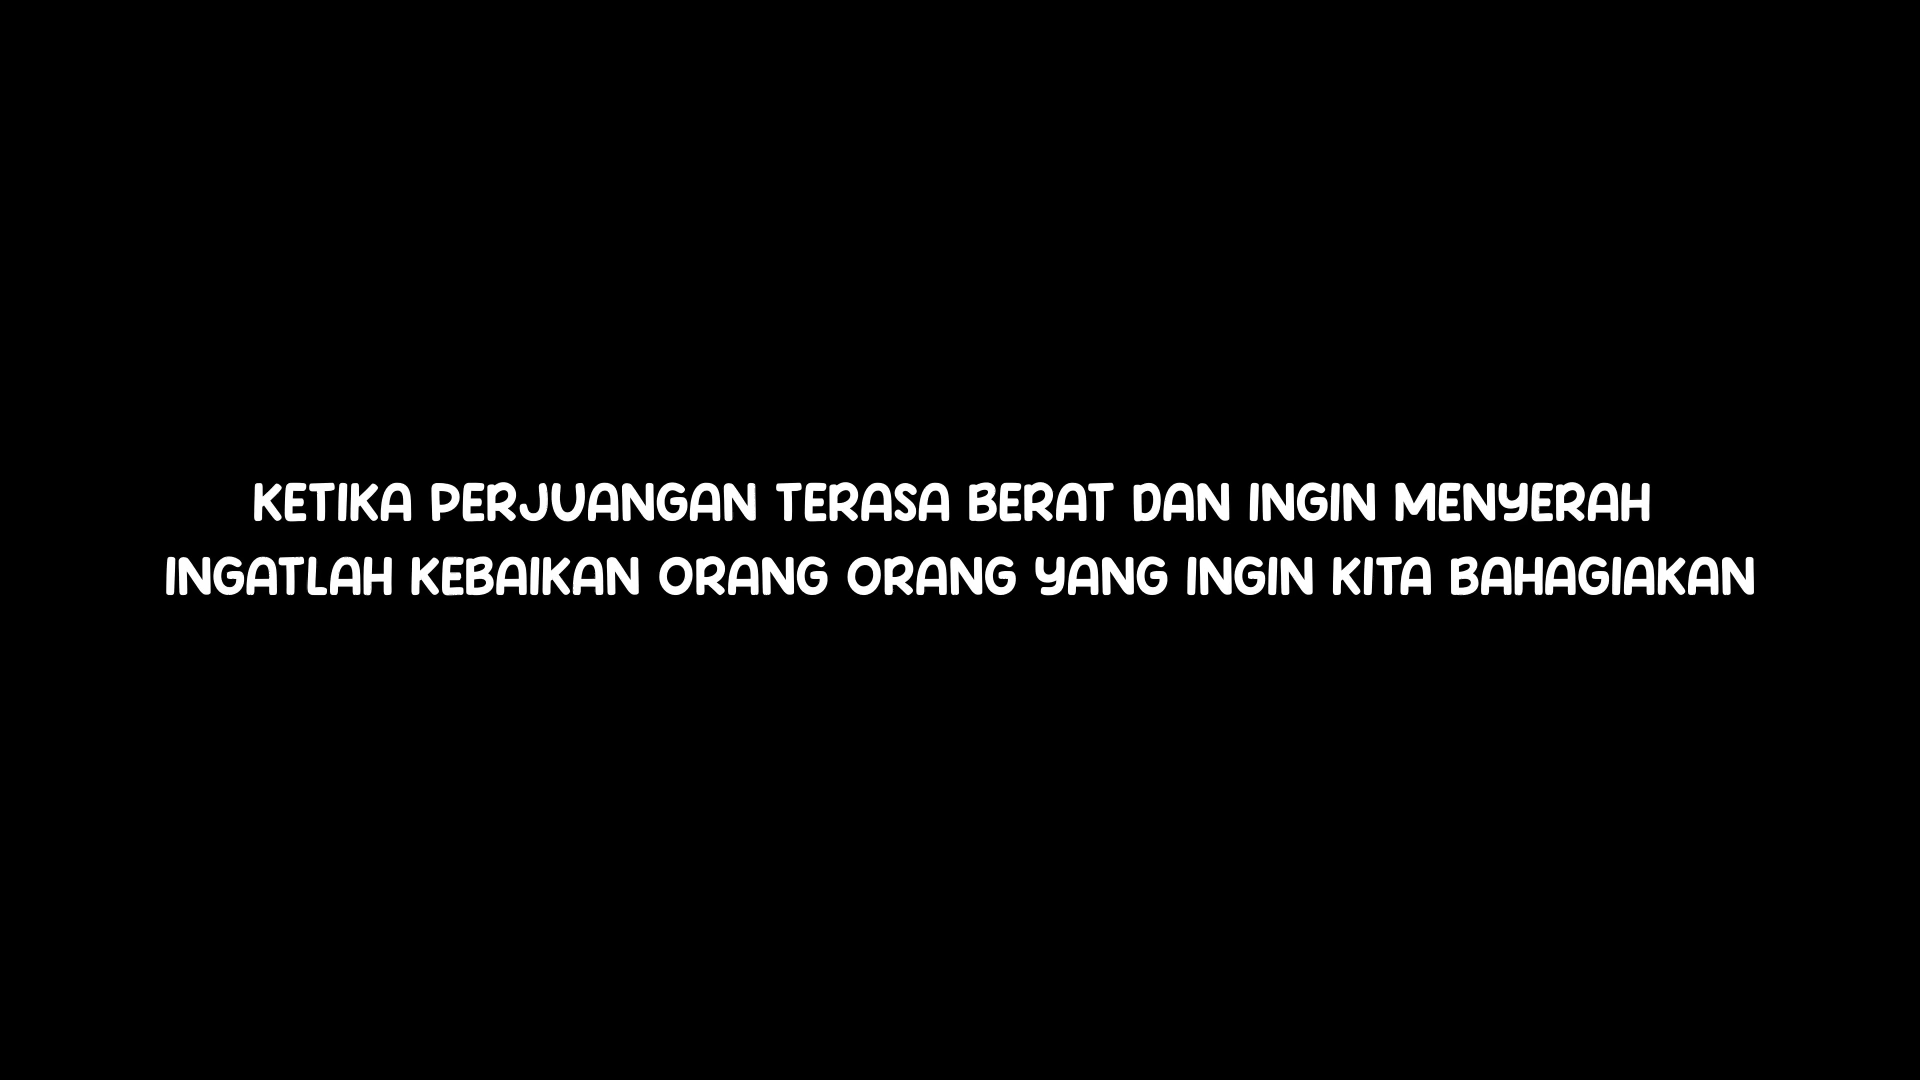 KETIKA PERJUANGAN TERASA BERAT DAN INGIN MENYERAH
INGATLAH KEBAIKAN ORANG ORANG YANG INGIN KITA BAHAGIAKAN